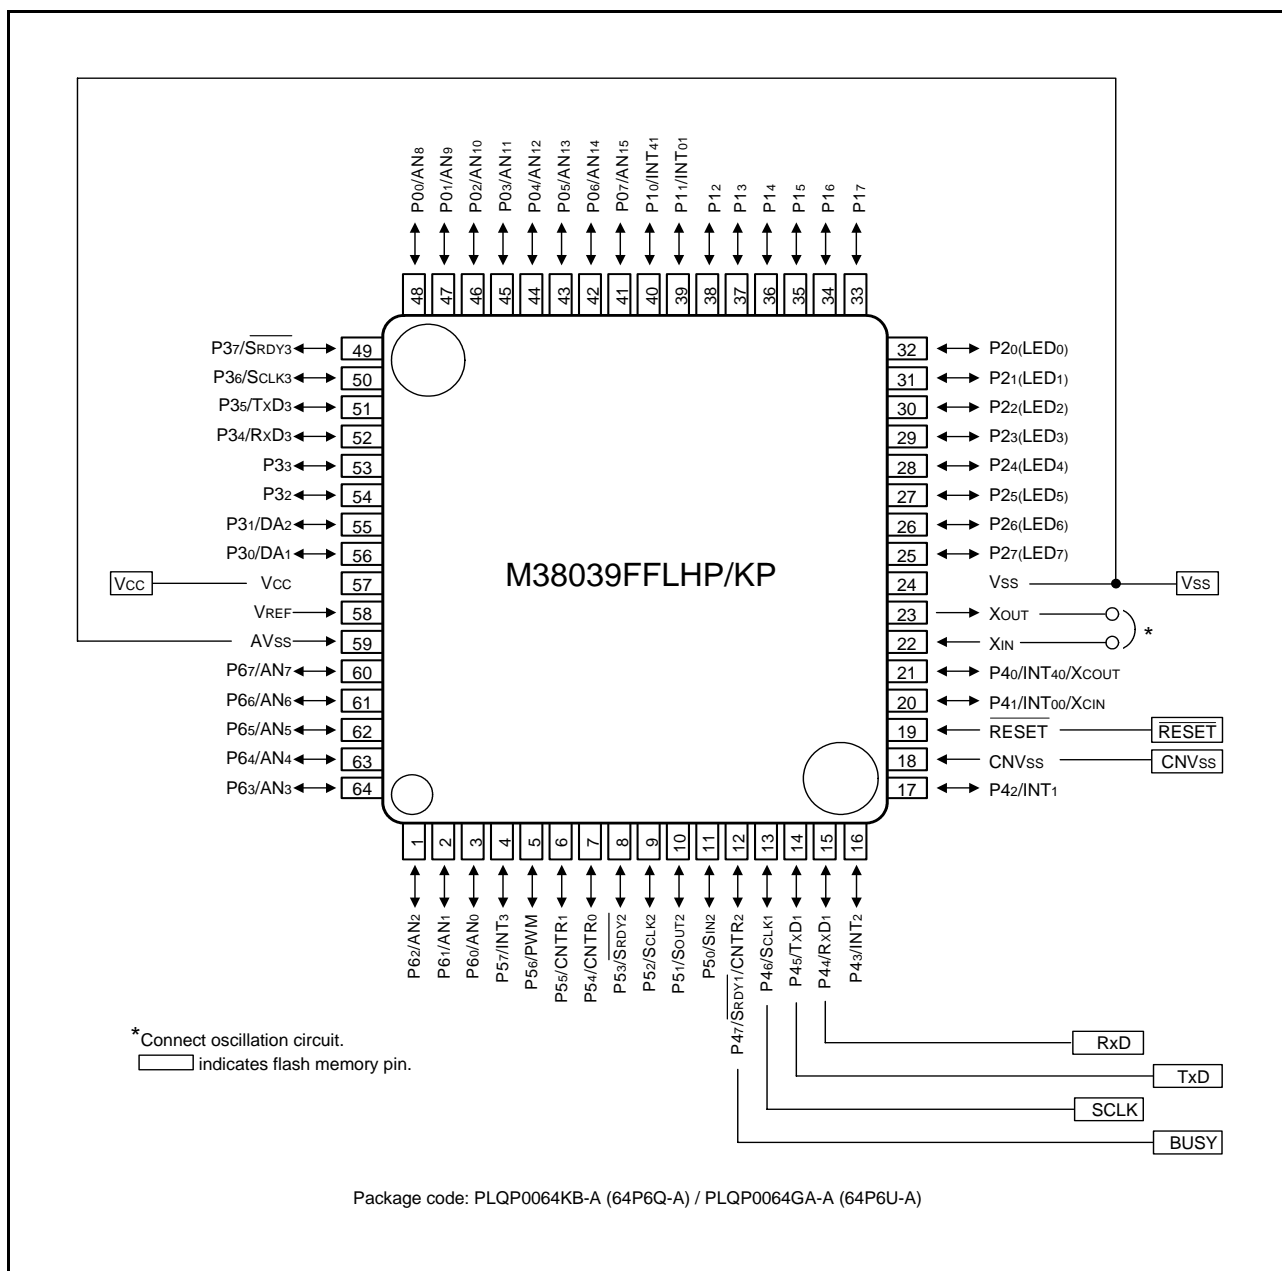 P00/AN8
P01/AN9
P02/AN10
P03/AN11
P04/AN12
P05/AN13
P06/AN14
P07/AN15
P10/INT41
P11/INT01
P12
P13
P14
P15
P16
P17
48
47
46
45
44
43
42
41
40
39
38
37
36
35
34
33
P37/SRDY3 49
P36/SCLK3 50
P35/TXD3 51
P34/RXD3 52
P33 53
P32 54
P31/DA2 55
P30/DA1 56
VCC VCC 57
VREF 58
AVSS 59
P67/AN7 60
P66/AN6 61
P65/AN5 62
P64/AN4 63
P63/AN3 64
M38039FFLHP/KP
32 P20(LED0)
31 P21(LED1)
30 P22(LED2)
29 P23(LED3)
28 P24(LED4)
27 P25(LED5)
26 P26(LED6)
25 P27(LED7)
24 VSS VSS
23 XOUT
*
22 XIN
21 P40/INT40/XCOUT
20 P41/INT00/XCIN
19 RESET RESET
18 CNVSS CNVSS
17 P42/INT1
1
2
3
4
5
6
7
8
9
10
11
12
13
14
15
16
P62/AN2
P61/AN1
P60/AN0
P57/INT3
P56/PWM
P55/CNTR1
P54/CNTR0
P53/SRDY2
P52/SCLK2
P51/SOUT2
P50/SIN2
P47/SRDY1/CNTR2
P46/SCLK1
P45/TXD1
P44/RXD1
P43/INT2
*Connect oscillation circuit.
indicates flash memory pin.
RxD
TxD
SCLK
BUSY
Package code: PLQP0064KB-A (64P6Q-A) / PLQP0064GA-A (64P6U-A)